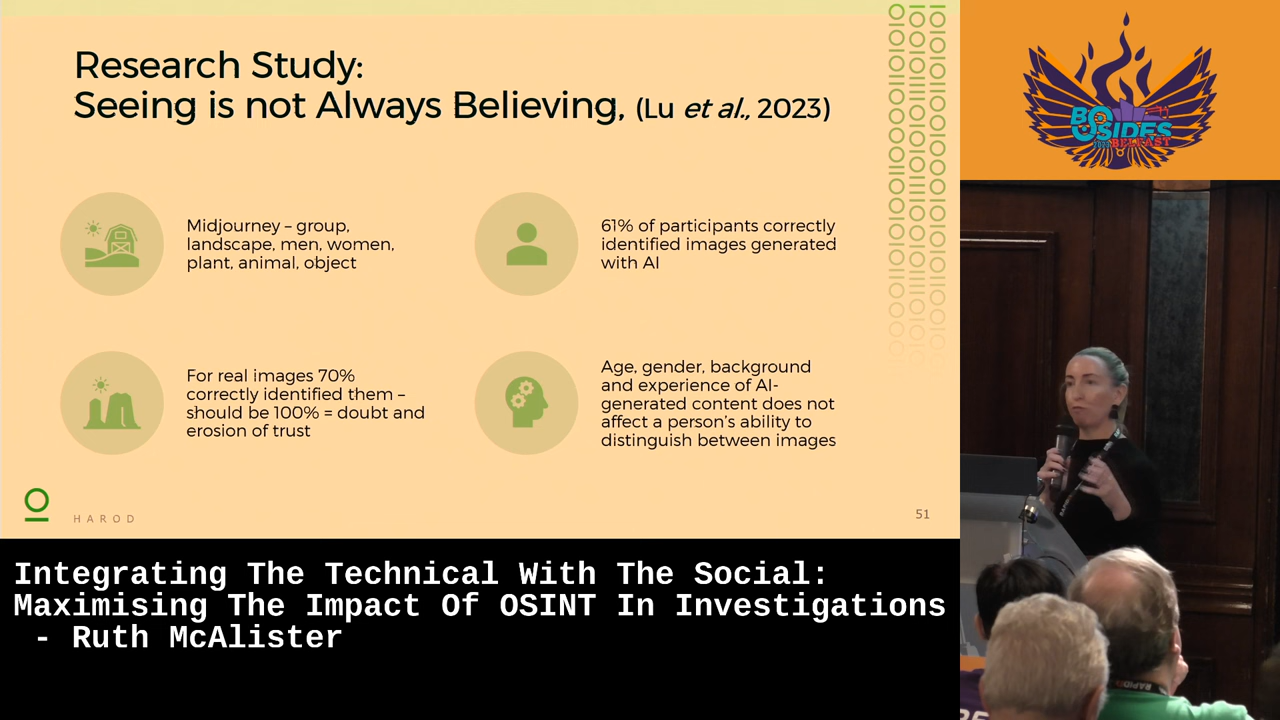 Research Study:
Seeing is not Always Believing, (Lu et al., 2023)
Midjourney – group,
landscape, men, women,
plant, animal, object
61% of participants correctly
identified images generated
with AI
For real images 70%
correctly identified them –
should be 100% = doubt and
erosion of trust
Age, gender, background
and experience of AI-
generated content does not
affect a person's ability to
distinguish between images
HAROD
51
BSIDES
BELFAST
Integrating The Technical With The Social:
Maximising The Impact Of OSINT In Investigations
- Ruth McAlister